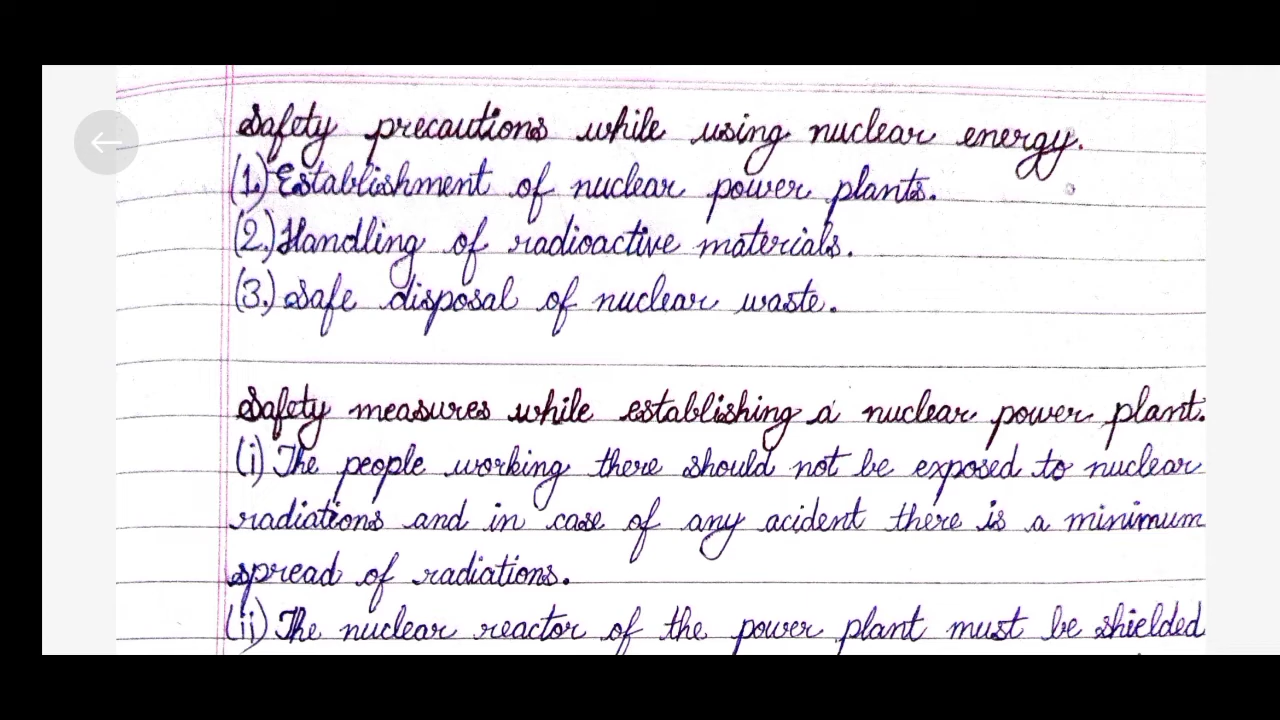 Safety precautions while using nuclear energy.
(1.) Establishment of nuclear power plants.
(2.) Handling of radioactive materials.
(3.) Safe disposal of nuclear waste.
Safety measures while establishing a nuclear power plant.
(i) The people working there should not be exposed to nuclear
radiations and in case of any acident there is a minimum
spread of radiations.
(ii) The nuclear reactor of the power plant must be shielded